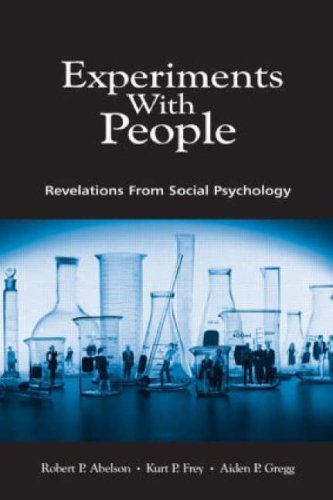 Experiments
With
People
Revelations From Social Psychology
Robert P. Abelson • Kurt P. Frey • Aiden P. Gregg